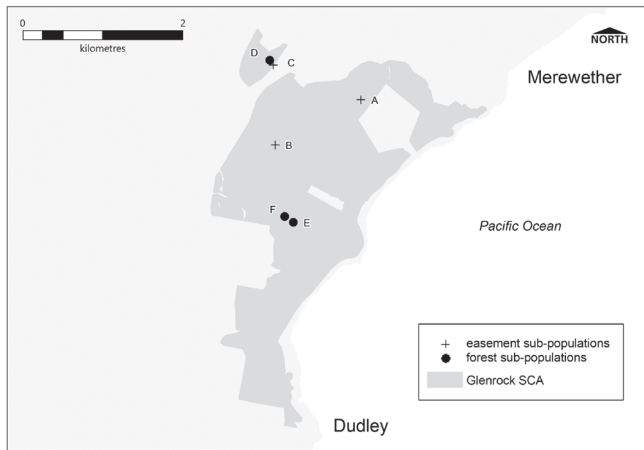 0 2
kilometres
NORTH
Merewether
D
C
A
B
F
E
Pacific Ocean
easement sub-populations
forest sub-populations
Glenrock SCA
Dudley